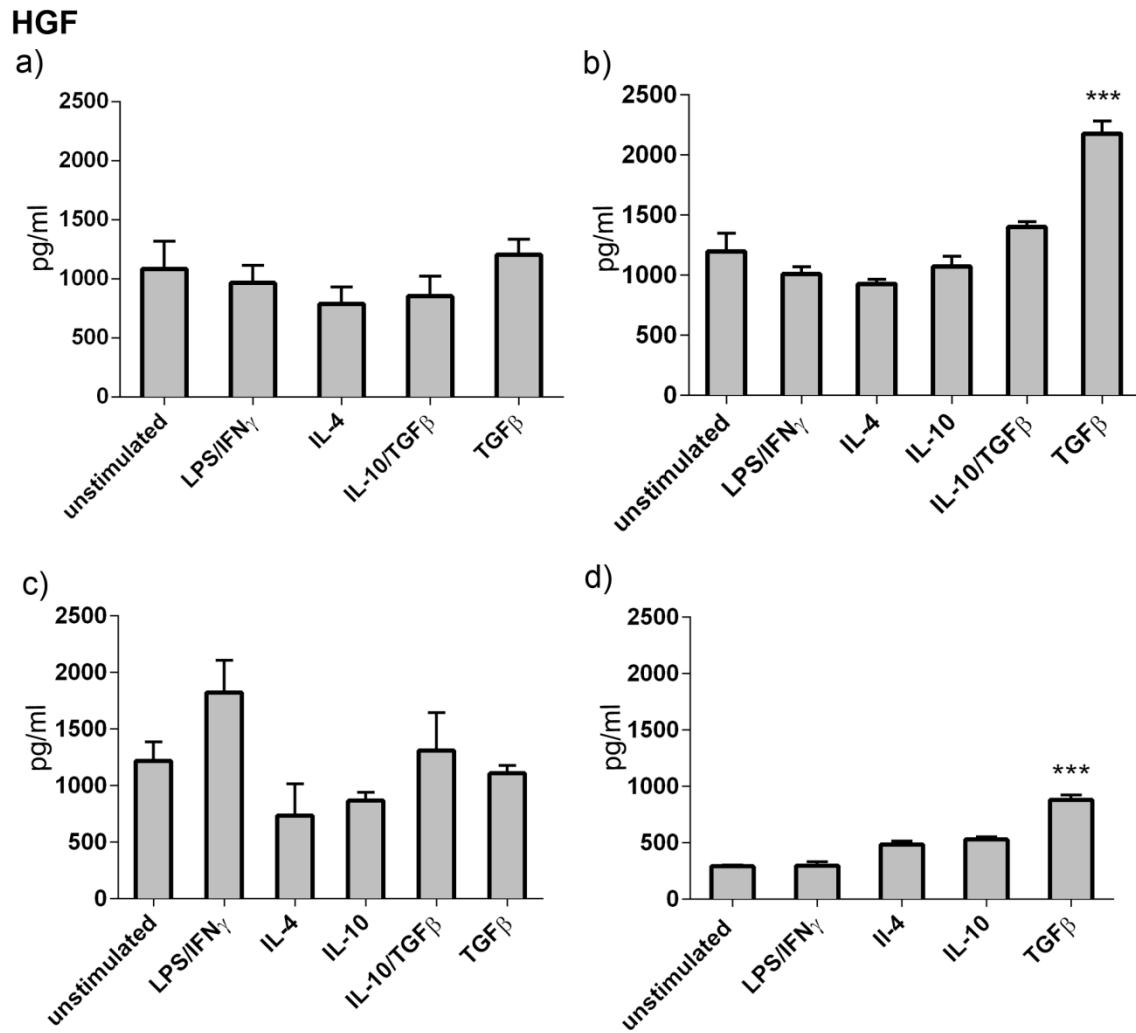 HGF
a)
2500
2000
1500
1000
500
0
pg/ml
unstimulated
LPS/IFNγ
IL-4
IL-10/TGFβ
TGFβ
b)
2500
2000
1500
1000
500
0
pg/ml
***
unstimulated
LPS/IFNγ
IL-4
IL-10
IL-10/TGFβ
TGFβ
c)
2500
2000
1500
1000
500
0
pg/ml
unstimulated
LPS/IFNγ
IL-4
IL-10
IL-10/TGFβ
TGFβ
d)
2500
2000
1500
1000
500
0
pg/ml
***
unstimulated
LPS/IFNγ
Il-4
IL-10
TGFβ